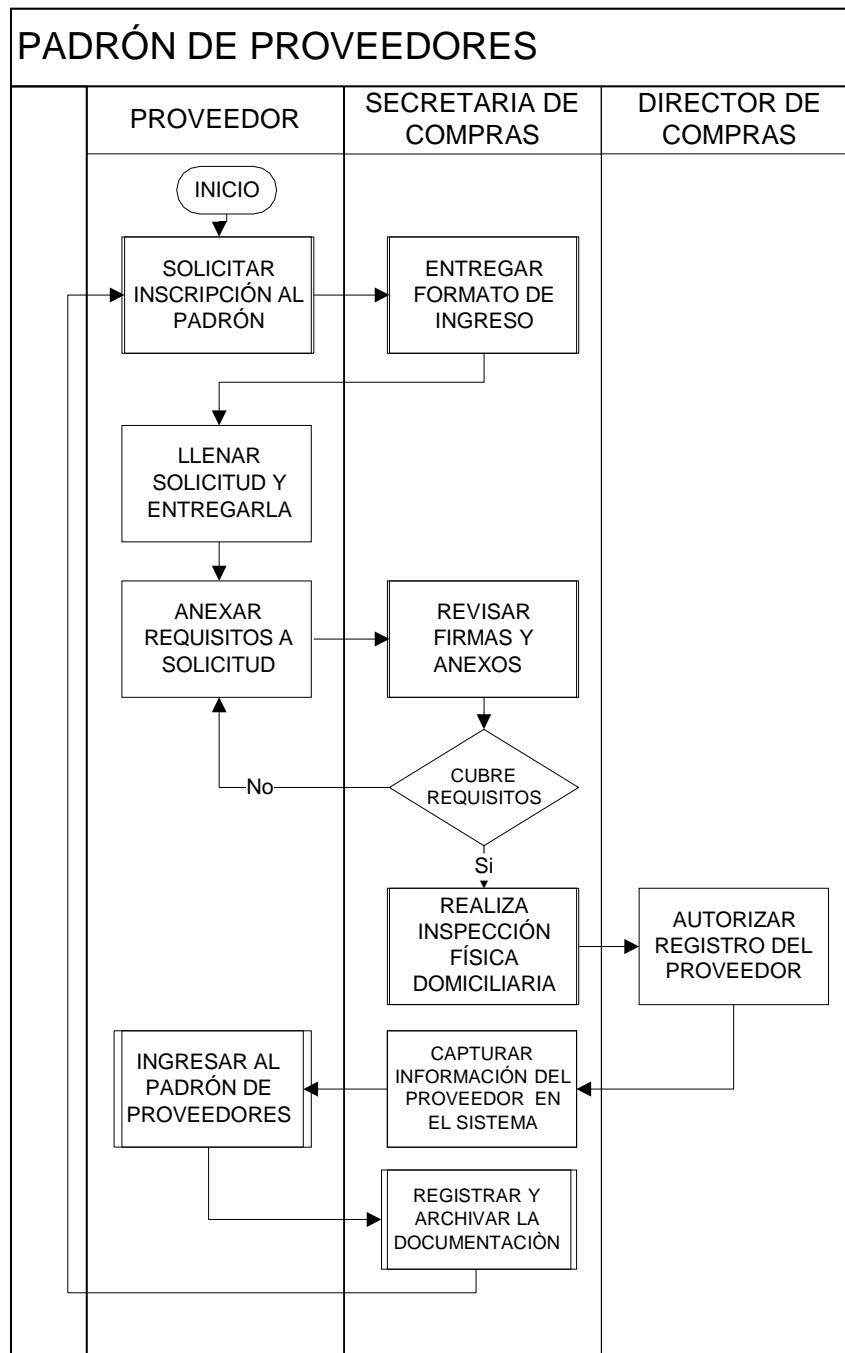 PADRÓN DE PROVEEDORES
PROVEEDOR
SECRETARIA DE
COMPRAS
DIRECTOR DE
COMPRAS
INICIO
SOLICITAR
INSCRIPCIÓN AL
PADRÓN
ENTREGAR
FORMATO DE
INGRESO
LLENAR
SOLICITUD Y
ENTREGARLA
ANEXAR
REQUISITOS A
SOLICITUD
REVISAR
FIRMAS Y
ANEXOS
CUBRE
REQUISITOS
No
Si
REALIZA
INSPECCIÓN
FÍSICA
DOMICILIARIA
AUTORIZAR
REGISTRO DEL
PROVEEDOR
INGRESAR AL
PADRÓN DE
PROVEEDORES
CAPTURAR
INFORMACIÓN DEL
PROVEEDOR EN
EL SISTEMA
REGISTRAR Y
ARCHIVAR LA
DOCUMENTACIÒN